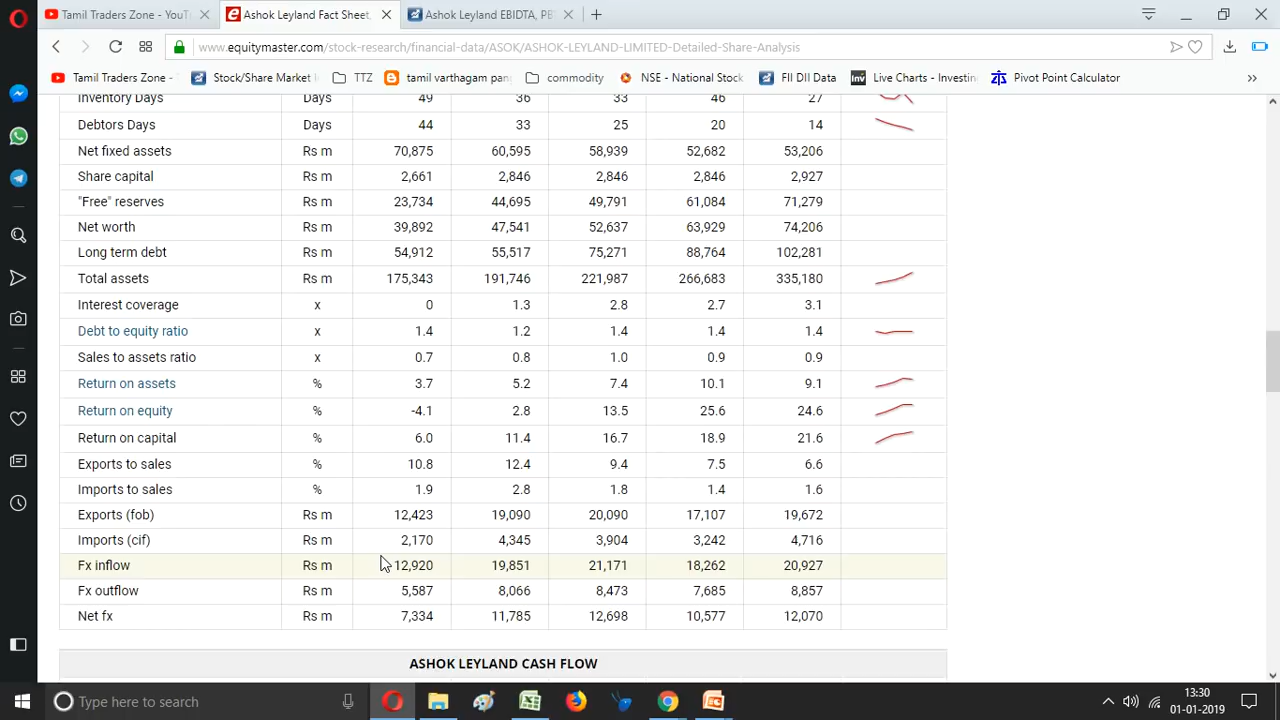 Tamil Traders Zone - YouT
Ashok Leyland Fact Sheet,
Ashok Leyland EBIDTA, PBT
www.equitymaster.com/stock-research/financial-data/ASOK/ASHOK-LEYLAND-LIMITED-Detailed-Share-Analysis
Tamil Traders Zone - Stock/Share Market TTZ tamil varthagam pang commodity NSE - National Stock FII DII Data Inv Live Charts - Investin Pivot Point Calculator
Inventory Days Days 49 36 33 46 27
Debtors Days Days 44 33 25 20 14
Net fixed assets Rs m 70,875 60,595 58,939 52,682 53,206
Share capital Rs m 2,661 2,846 2,846 2,846 2,927
"Free" reserves Rs m 23,734 44,695 49,791 61,084 71,279
Net worth Rs m 39,892 47,541 52,637 63,929 74,206
Long term debt Rs m 54,912 55,517 75,271 88,764 102,281
Total assets Rs m 175,343 191,746 221,987 266,683 335,180
Interest coverage x 0 1.3 2.8 2.7 3.1
Debt to equity ratio x 1.4 1.2 1.4 1.4 1.4
Sales to assets ratio x 0.7 0.8 1.0 0.9 0.9
Return on assets % 3.7 5.2 7.4 10.1 9.1
Return on equity % -4.1 2.8 13.5 25.6 24.6
Return on capital % 6.0 11.4 16.7 18.9 21.6
Exports to sales % 10.8 12.4 9.4 7.5 6.6
Imports to sales % 1.9 2.8 1.8 1.4 1.6
Exports (fob) Rs m 12,423 19,090 20,090 17,107 19,672
Imports (cif) Rs m 2,170 4,345 3,904 3,242 4,716
Fx inflow Rs m 12,920 19,851 21,171 18,262 20,927
Fx outflow Rs m 5,587 8,066 8,473 7,685 8,857
Net fx Rs m 7,334 11,785 12,698 10,577 12,070
ASHOK LEYLAND CASH FLOW
Type here to search
13:30
01-01-2019